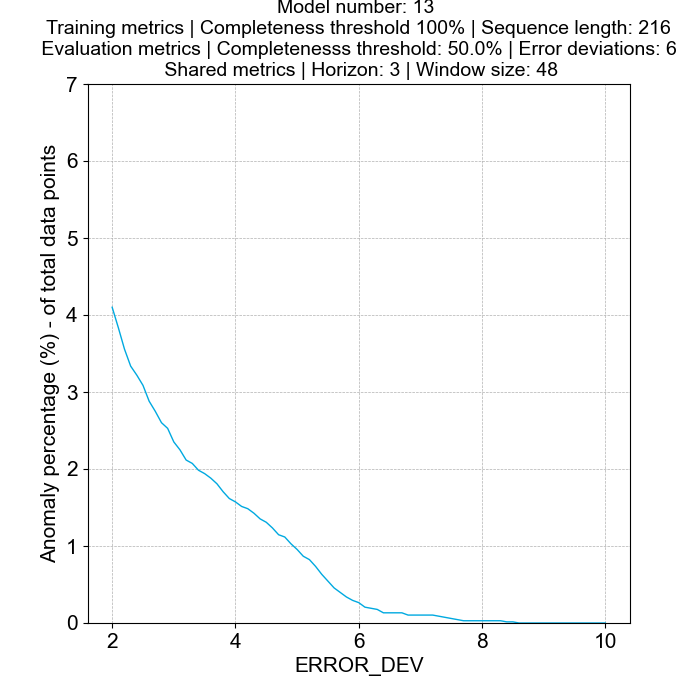 Model number: 13
Training metrics | Completeness threshold 100% | Sequence length: 216
Evaluation metrics | Completenesss threshold: 50.0% | Error deviations: 6
Shared metrics | Horizon: 3 | Window size: 48
7
6
5
4
3
2
1
0
Anomaly percentage (%) - of total data points
2 4 6 8 10
ERROR_DEV